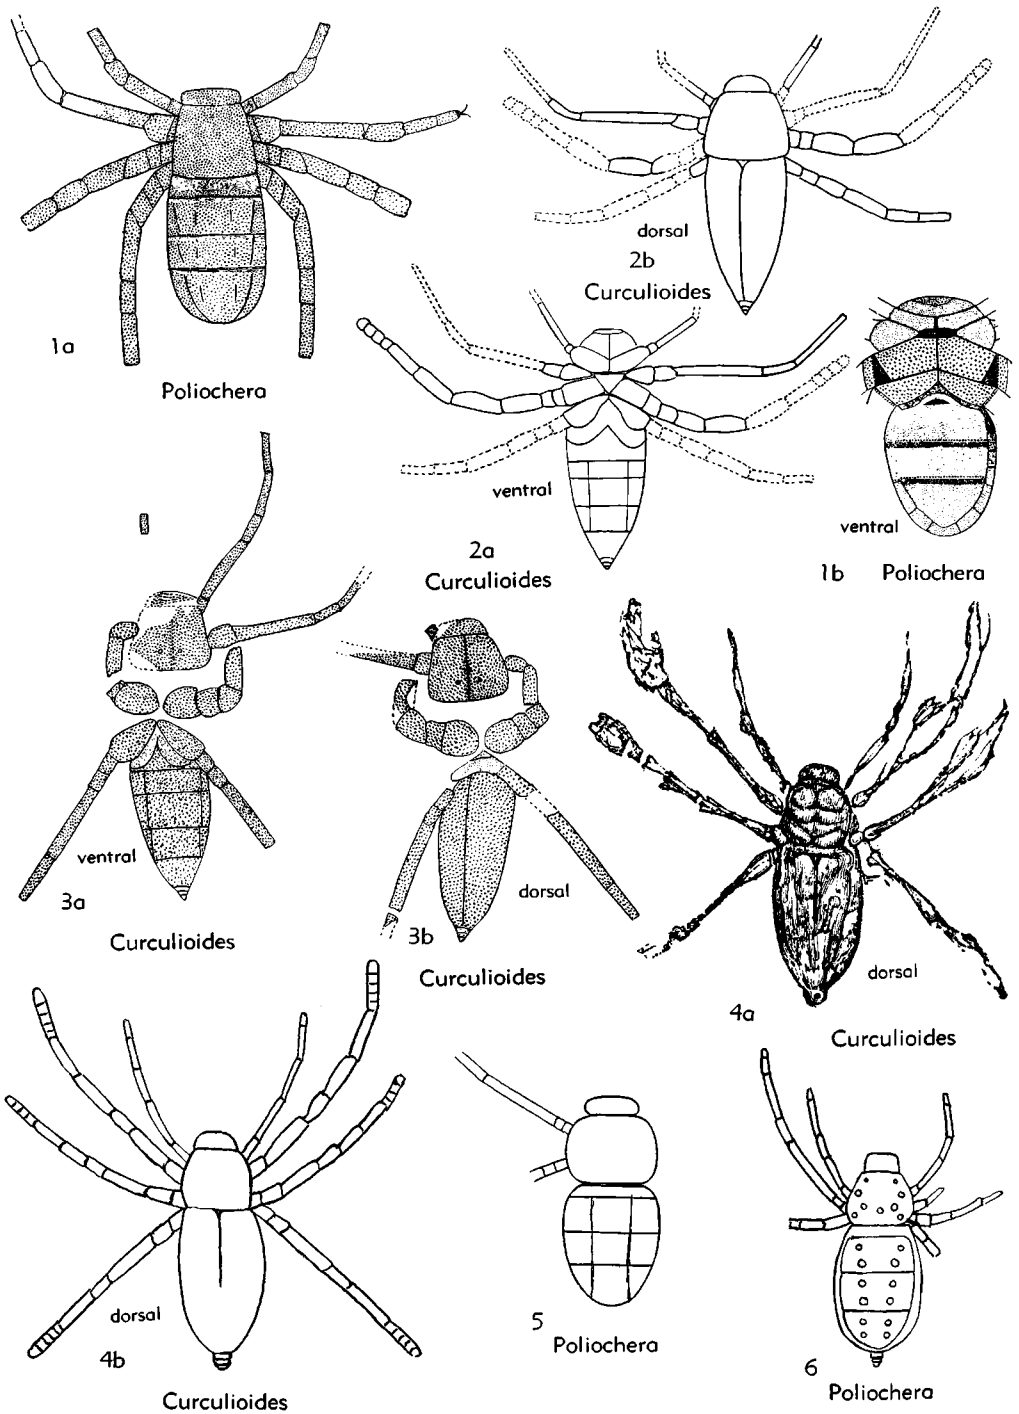 1a
Poliochera
dorsal
2b
Curculioides
ventral
2a
Curculioides
ventral
1b Poliochera
ventral
3a
Curculioides
dorsal
3b
Curculioides
dorsal
4a
Curculioides
dorsal
4b
Curculioides
5
Poliochera
6
Poliochera